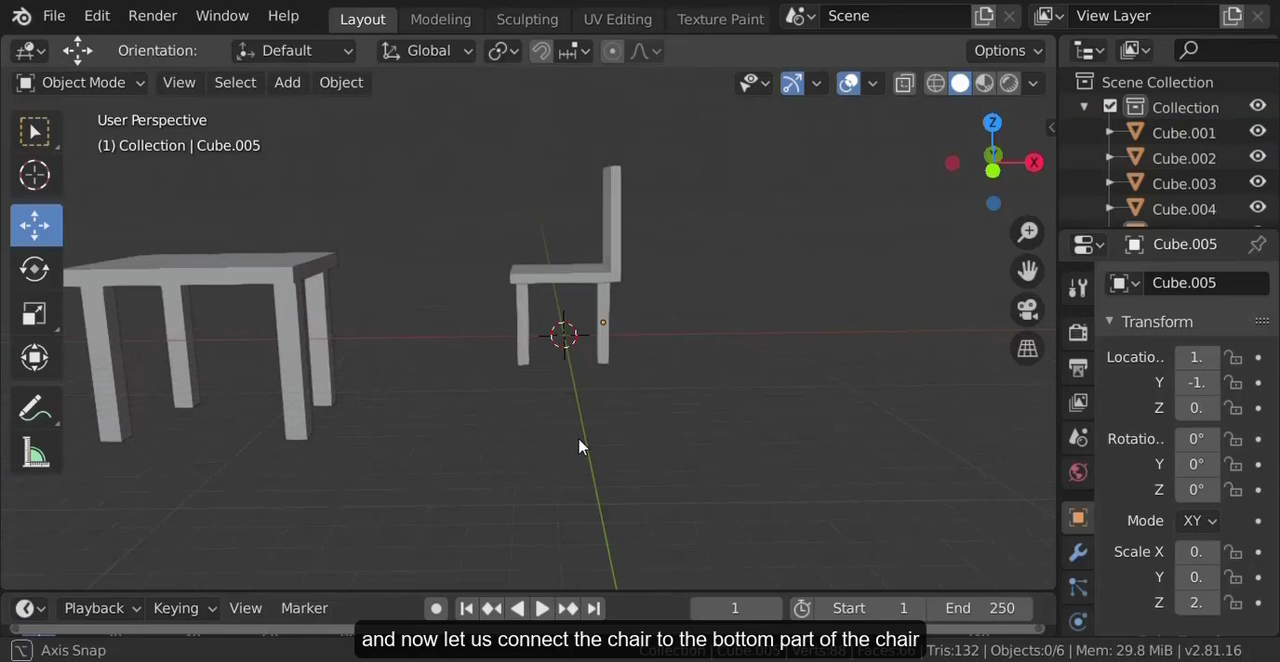 File Edit Render Window Help Layout Modeling Sculpting UV Editing Texture Paint Scene View Layer
Orientation: Default Global Options
Object Mode View Select Add Object
User Perspective
(1) Collection | Cube.005
Z
X
Scene Collection
Collection
Cube.001
Cube.002
Cube.003
Cube.004
Cube.005
Cube.005
Transform
Locatio.. 1.
Y -1.
Z 0.
Rotatio.. 0°
Y 0°
Z 0°
Mode XY
Scale X 0.
Y 0.
Z 2.
Playback Keying View Marker 1 Start 1 End 250
and now let us connect the chair to the bottom part of the chair
Axis Snap
Tris:132 | Objects:0/6 | Mem: 29.8 MiB | v2.81.16